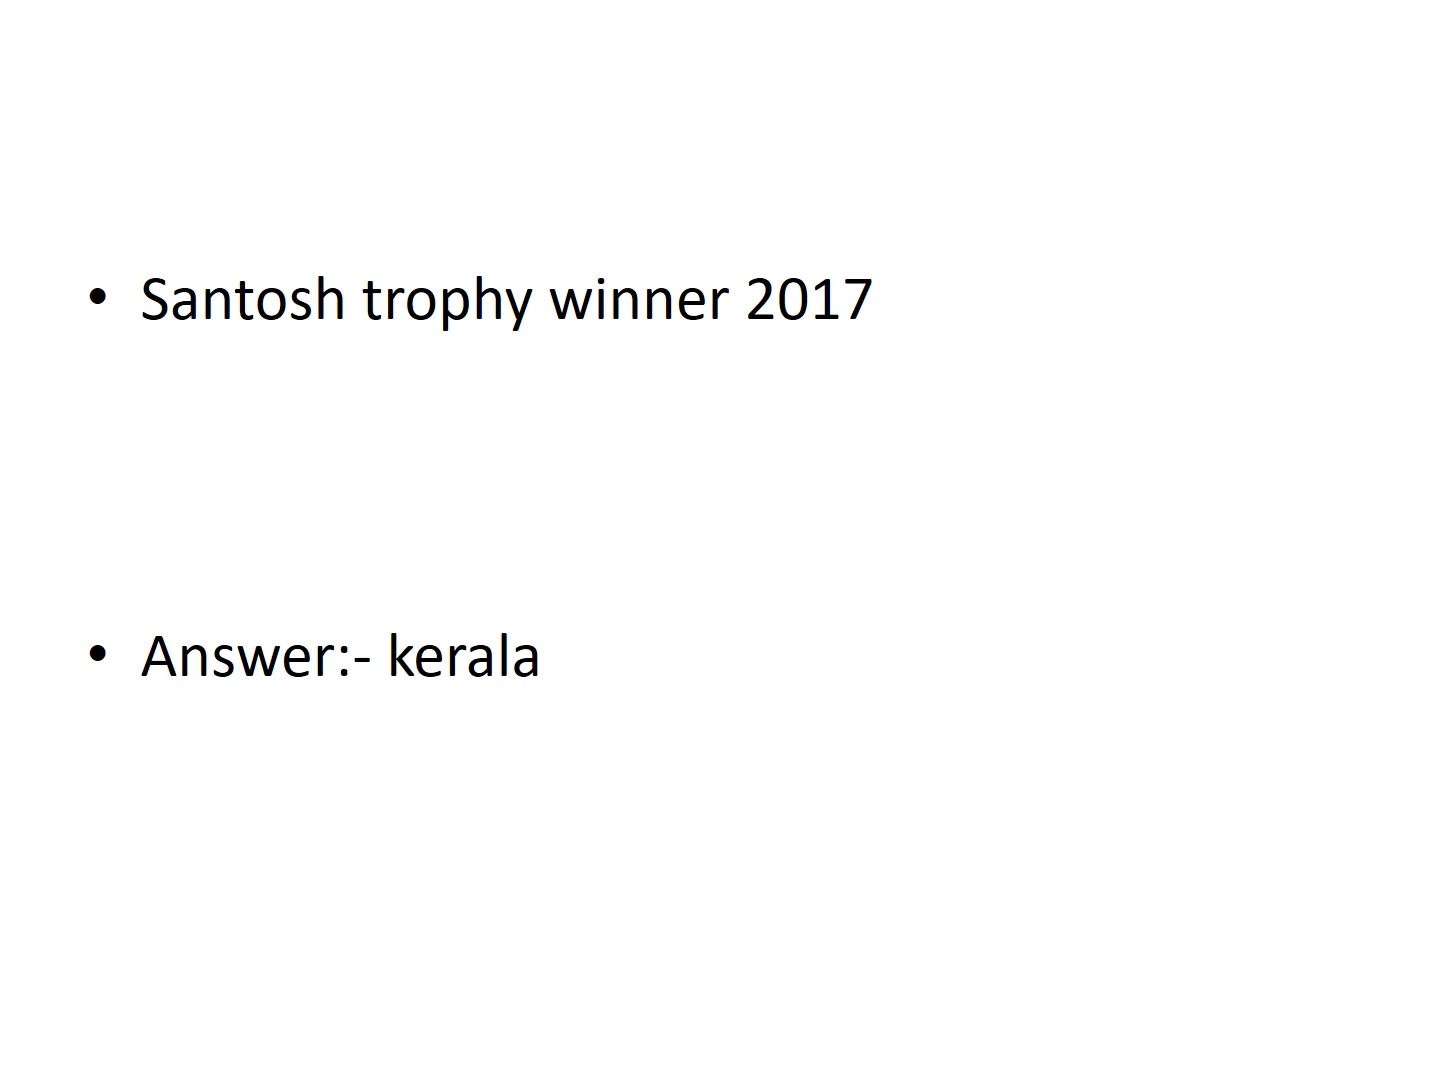 • Santosh trophy winner 2017
• Answer:- kerala